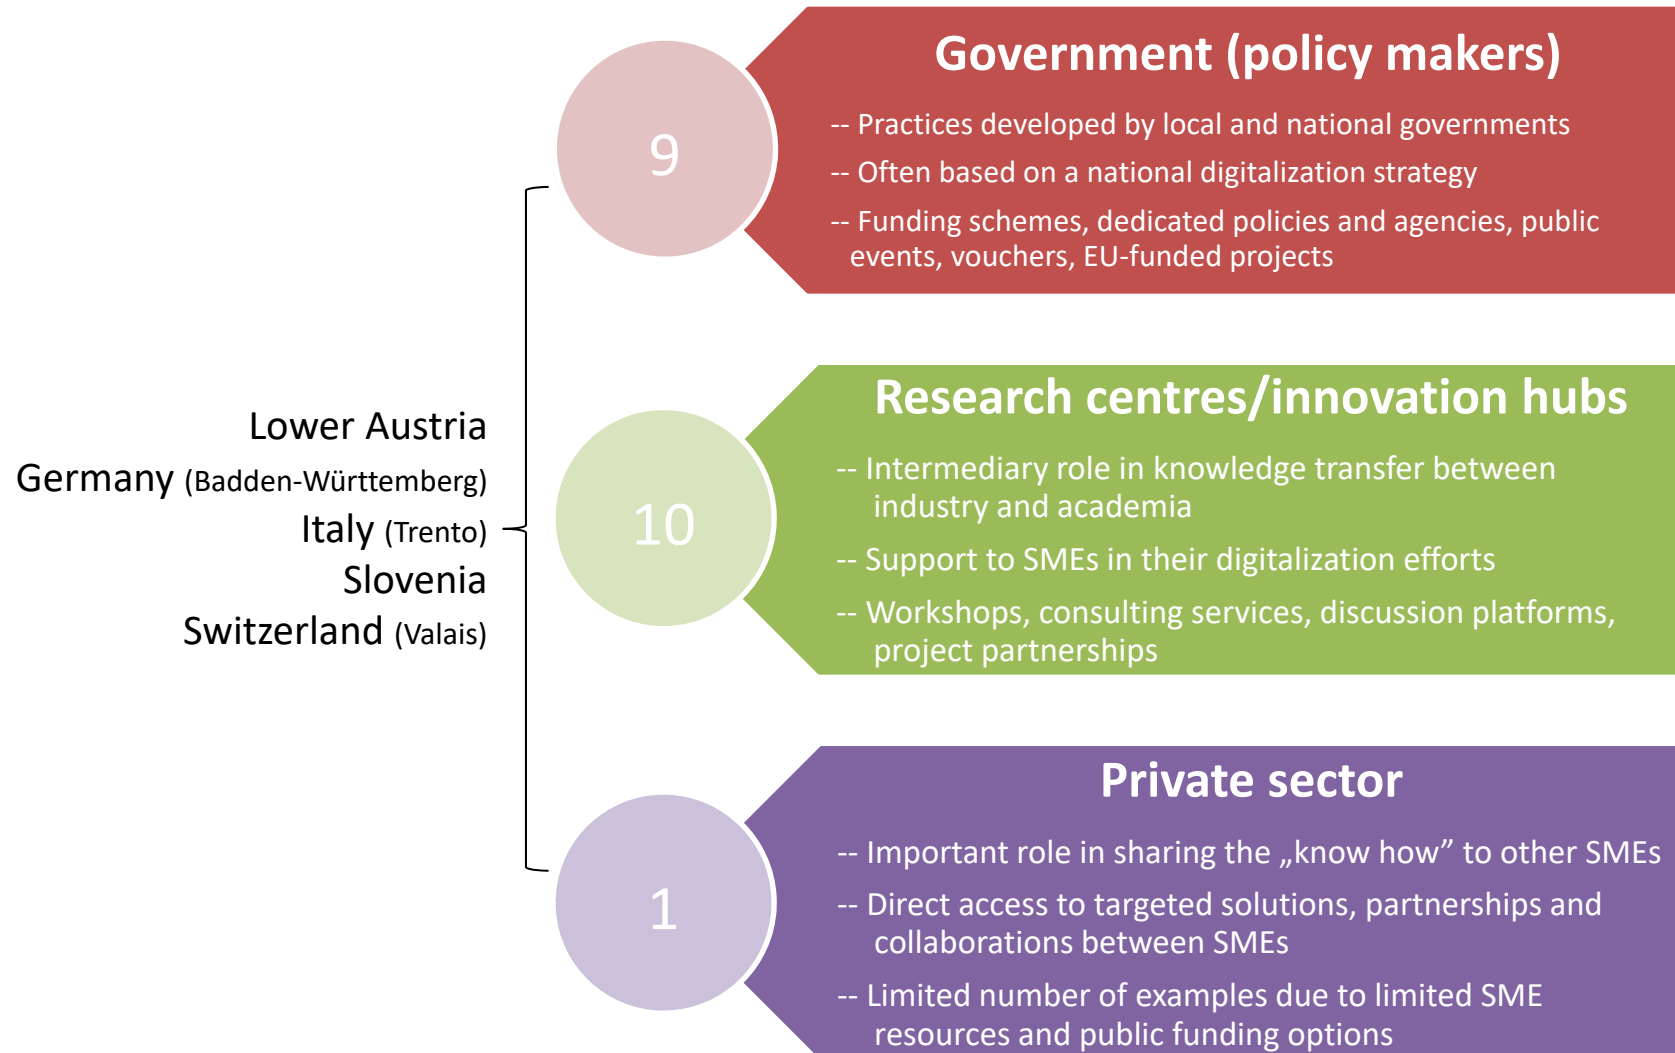 Lower Austria
Germany (Badden-Württemberg)
Italy (Trento)
Slovenia
Switzerland (Valais)
9
Government (policy makers)
-- Practices developed by local and national governments
-- Often based on a national digitalization strategy
-- Funding schemes, dedicated policies and agencies, public
events, vouchers, EU-funded projects
10
Research centres/innovation hubs
-- Intermediary role in knowledge transfer between
industry and academia
-- Support to SMEs in their digitalization efforts
-- Workshops, consulting services, discussion platforms,
project partnerships
1
Private sector
-- Important role in sharing the „know how” to other SMEs
-- Direct access to targeted solutions, partnerships and
collaborations between SMEs
-- Limited number of examples due to limited SME
resources and public funding options